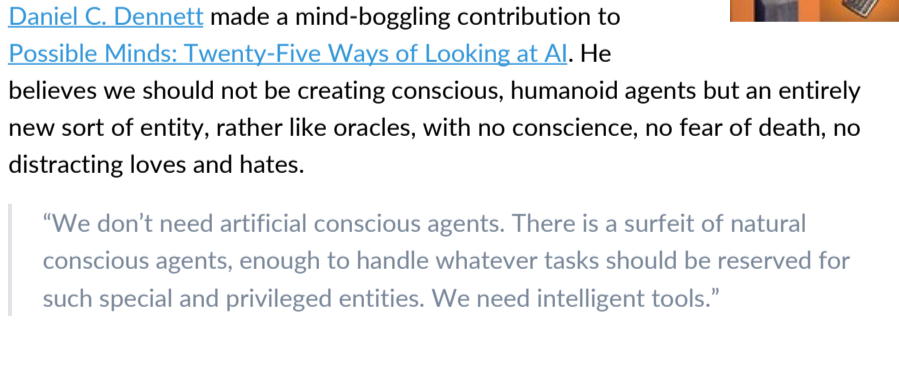 Daniel C. Dennett made a mind-boggling contribution to
Possible Minds: Twenty-Five Ways of Looking at AI. He
believes we should not be creating conscious, humanoid agents but an entirely
new sort of entity, rather like oracles, with no conscience, no fear of death, no
distracting loves and hates.
“We don’t need artificial conscious agents. There is a surfeit of natural
conscious agents, enough to handle whatever tasks should be reserved for
such special and privileged entities. We need intelligent tools.”